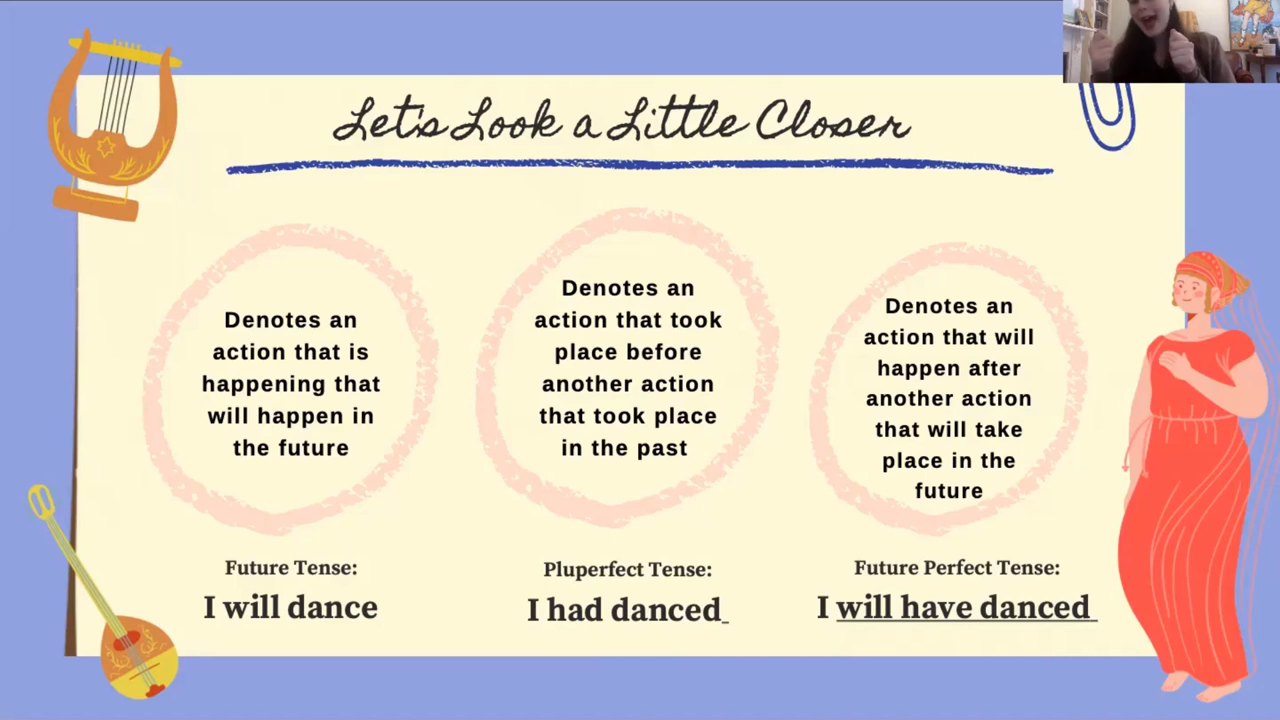 Let's Look a Little Closer
Denotes an
action that is
happening that
will happen in
the future
Denotes an
action that took
place before
another action
that took place
in the past
Denotes an
action that will
happen after
another action
that will take
place in the
future
Future Tense:
I will dance
Pluperfect Tense:
I had danced
Future Perfect Tense:
I will have danced